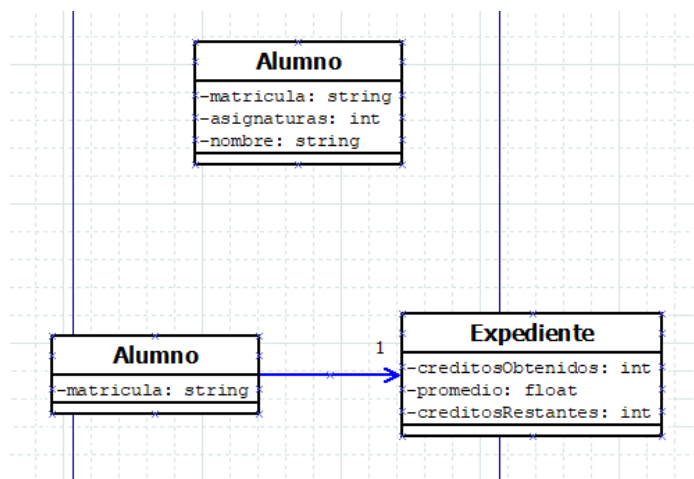 Alumno
-matricula: string
-asignaturas: int
-nombre: string
Alumno
-matricula: string
1
Expediente
-creditosObtenidos: int
-promedio: float
-creditosRestantes: int